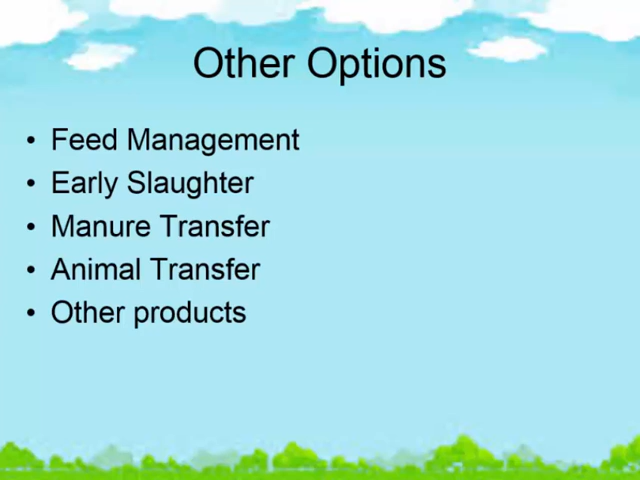 Other Options
• Feed Management
• Early Slaughter
• Manure Transfer
• Animal Transfer
• Other products